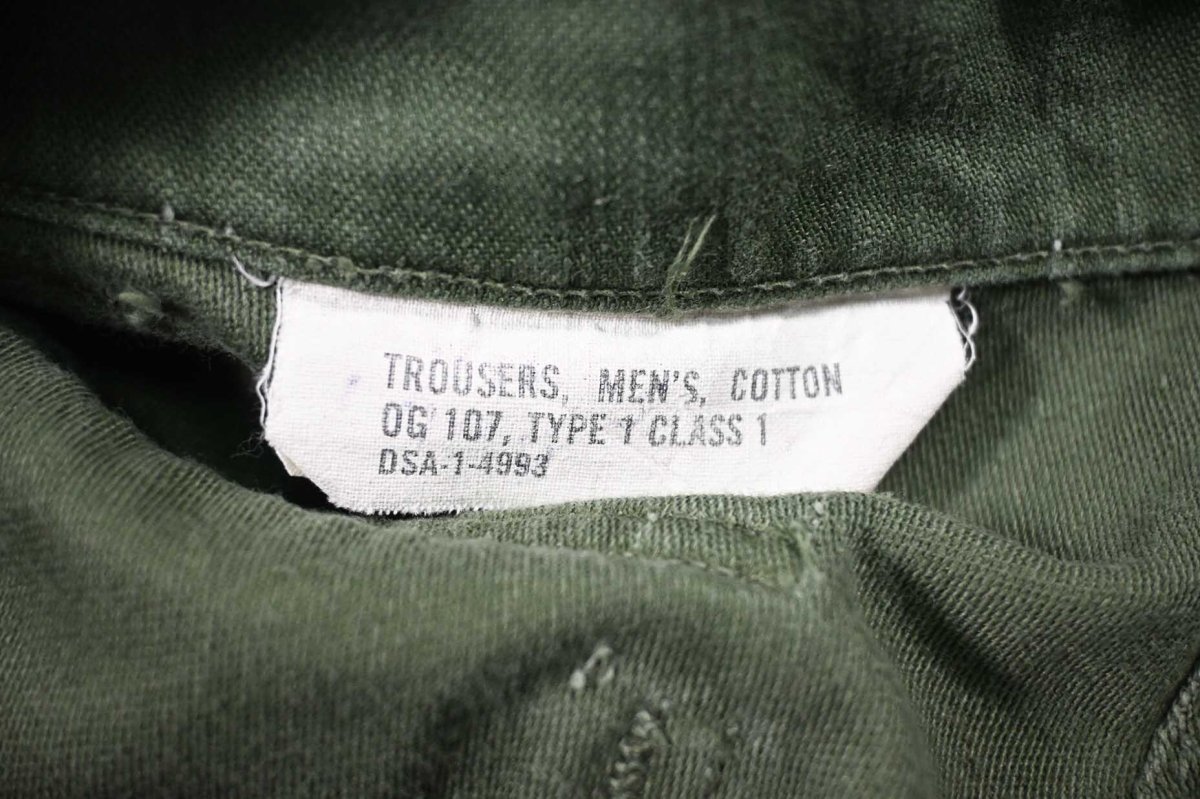 TROUSERS, MEN'S, COTTON
OG 107, TYPE 1 CLASS 1
DSA-1-4993